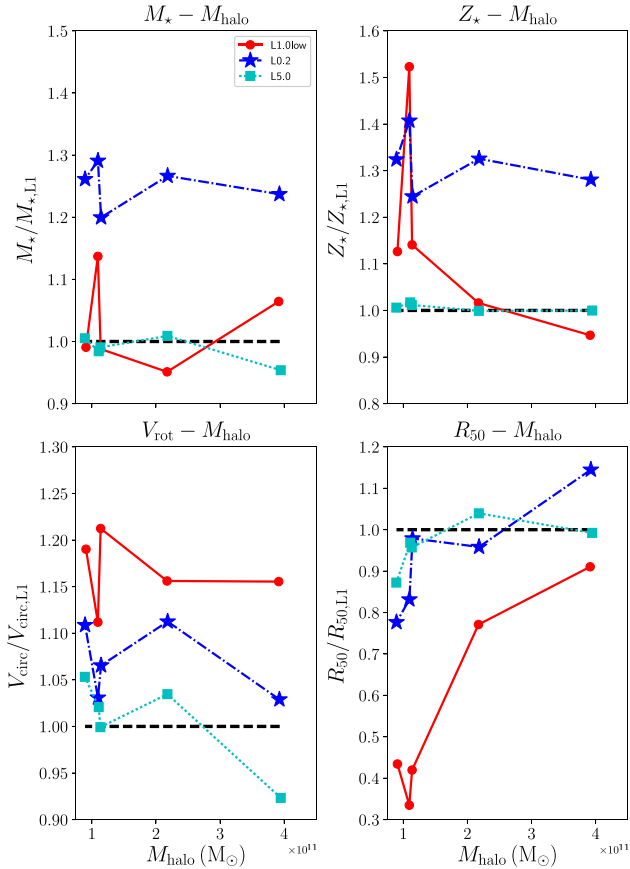 M⋆ − Mhalo
Z⋆ − Mhalo
L1.0low
L0.2
L5.0
M⋆/M⋆,L1
1.5
1.4
1.3
1.2
1.1
1.0
0.9
Z⋆/Z⋆,L1
1.6
1.5
1.4
1.3
1.2
1.1
1.0
0.9
0.8
Vrot − Mhalo
R50 − Mhalo
Vcirc/Vcirc,L1
1.30
1.25
1.20
1.15
1.10
1.05
1.00
0.95
0.90
R50/R50,L1
1.2
1.1
1.0
0.9
0.8
0.7
0.6
0.5
0.4
0.3
1 2 3 4
×10¹¹
Mhalo (M⊙)
1 2 3 4
×10¹¹
Mhalo (M⊙)